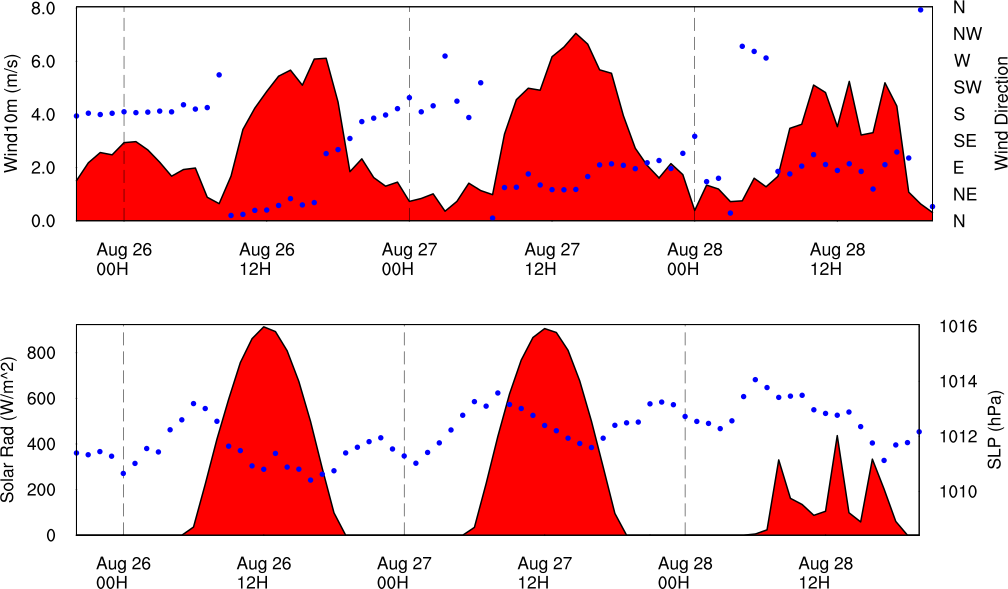 8.0
6.0
4.0
2.0
0.0
Wind10m (m/s)
N
NW
W
SW
S
SE
E
NE
N
Wind Direction
Aug 26
00H
Aug 26
12H
Aug 27
00H
Aug 27
12H
Aug 28
00H
Aug 28
12H
800
600
400
200
0
Solar Rad (W/m^2)
1016
1014
1012
1010
SLP (hPa)
Aug 26
00H
Aug 26
12H
Aug 27
00H
Aug 27
12H
Aug 28
00H
Aug 28
12H